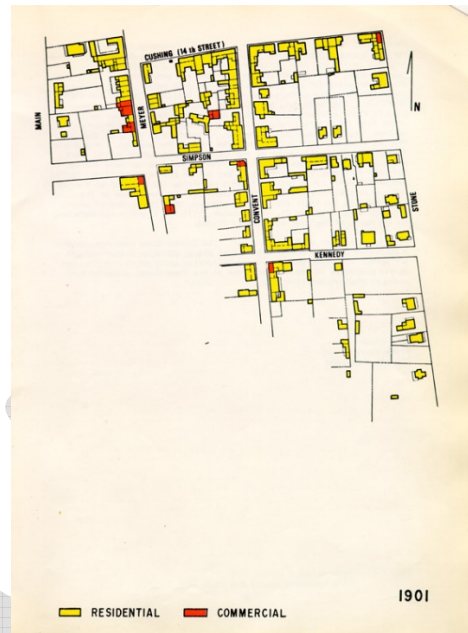 CUSHING (14 th STREET)
MAIN
MEYER
N
SIMPSON
CONVENT
STONE
KENNEDY
1901
RESIDENTIAL
COMMERCIAL